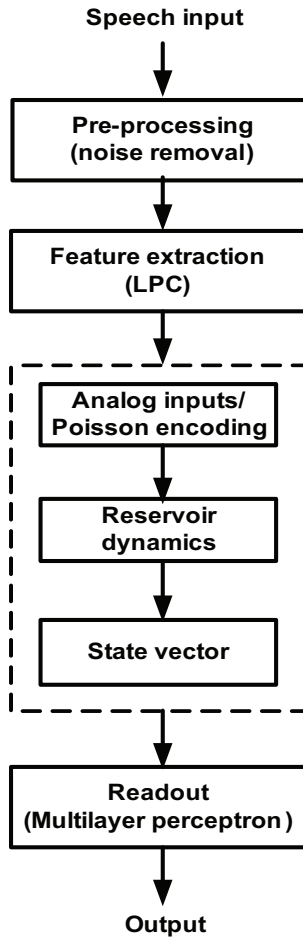 Speech input
Pre-processing
(noise removal)
Feature extraction
(LPC)
Analog inputs/
Poisson encoding
Reservoir
dynamics
State vector
Readout
(Multilayer perceptron)
Output